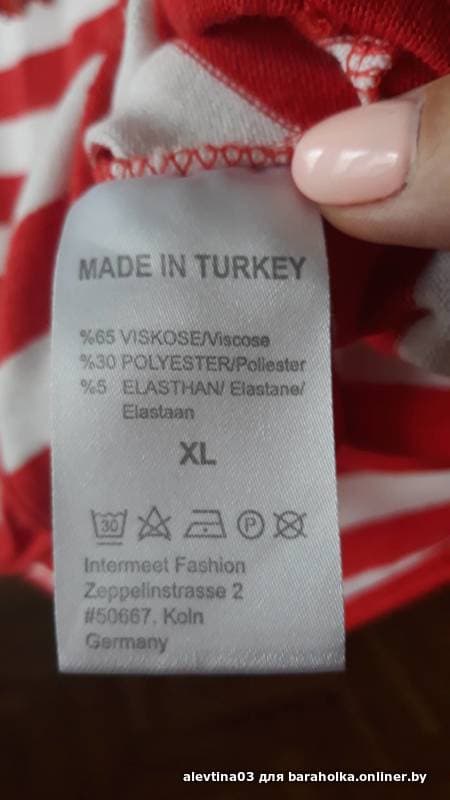 MADE IN TURKEY
%65 VISKOSE/Viscose
%30 POLYESTER/Poliester
%5 ELASTHAN/ Elastane/
Elastaan
XL
30 P
Intermeet Fashion
Zeppelinstrasse 2
#50667, Koln
Germany
alevtina03 для baraholka.onliner.by